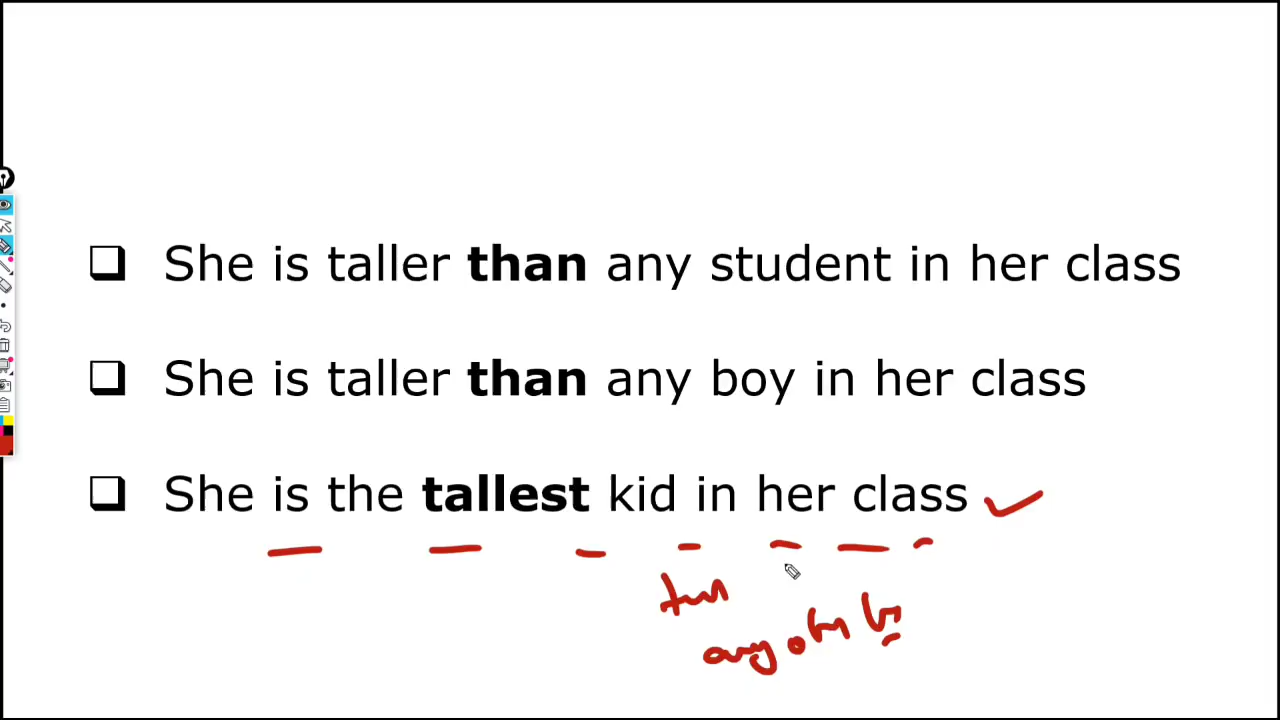 She is taller than any student in her class
She is taller than any boy in her class
She is the tallest kid in her class
any